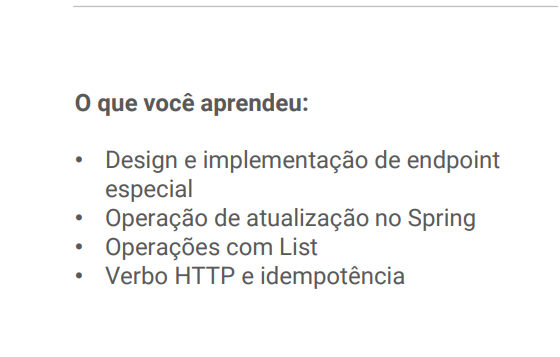 O que você aprendeu:
• Design e implementação de endpoint
especial
• Operação de atualização no Spring
• Operações com List
• Verbo HTTP e idempotência